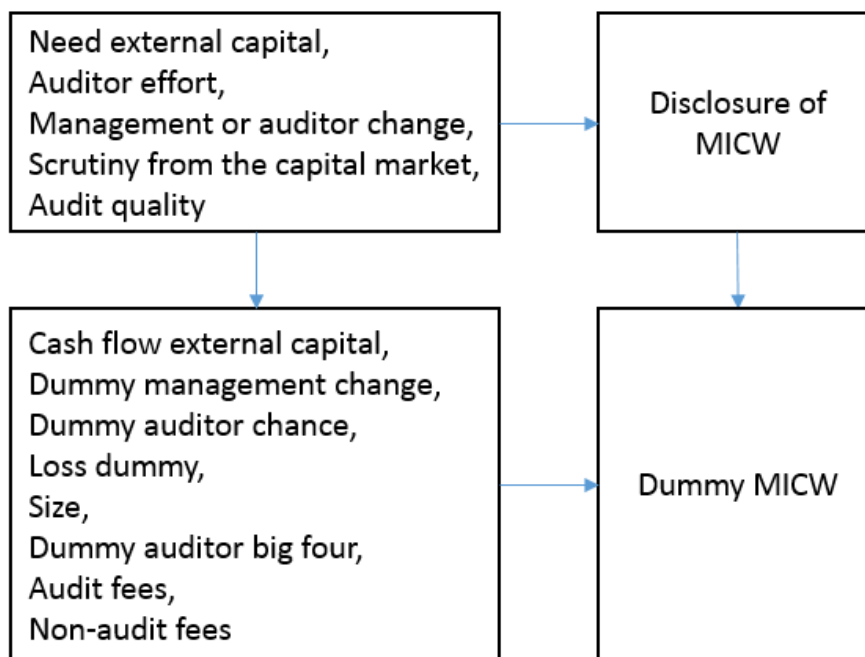 Need external capital,
Auditor effort,
Management or auditor change,
Scrutiny from the capital market,
Audit quality
Disclosure of
MICW
Cash flow external capital,
Dummy management change,
Dummy auditor chance,
Loss dummy,
Size,
Dummy auditor big four,
Audit fees,
Non-audit fees
Dummy MICW